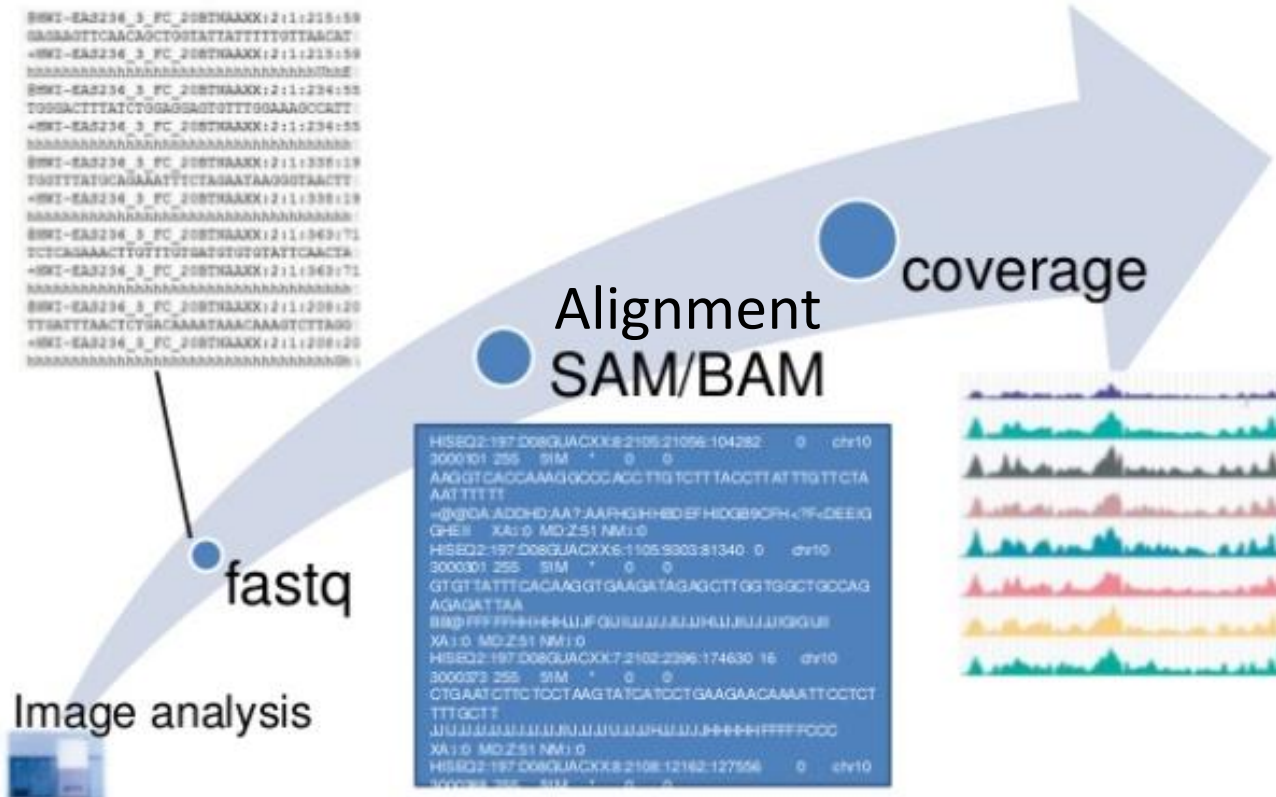 @HWI-EAS236_3_FC_20BTNAAXX:2:1:215:59
GAGAAGTTCAACAGCTGGTATTATTTTTGTTAACAT
+HWI-EAS236_3_FC_20BTNAAXX:2:1:215:59
@HWI-EAS236_3_FC_20BTNAAXX:2:1:234:55
TGGGACTTTATCTGGAGGAGTGTTTGGAAAGCCATT
+HWI-EAS236_3_FC_20BTNAAXX:2:1:234:55
@HWI-EAS236_3_FC_20BTNAAXX:2:1:338:19
TGGTTTATGCAGAAATTTCTAGAATAAGGGTAACTT
+HWI-EAS236_3_FC_20BTNAAXX:2:1:338:19
@HWI-EAS236_3_FC_20BTNAAXX:2:1:363:71
TCTCAGAAACTTGTTTGTGATGTGTGTATTCAACTA
+HWI-EAS236_3_FC_20BTNAAXX:2:1:363:71
@HWI-EAS236_3_FC_20BTNAAXX:2:1:208:20
TTGATTTAACTCTGACAAAATAAACAAAGTCTTAGG
+HWI-EAS236_3_FC_20BTNAAXX:2:1:208:20
coverage
Alignment
SAM/BAM
HISEQ2:197:D08GUACXX:8:2105:21056:104282 0 chr10
3000101 255 51M * 0 0
AAGGTCACCAAAGGCCCACCTTGTCTTTACCTTATTTGTTCTA
AATTTTTT
XA:i:0 MD:Z:51 NM:i:0
HISEQ2:197:D08GUACXX:6:1105:9303:81340 0 chr10
3000301 255 51M * 0 0
GTGTTATTTCACAAGGTGAAGATAGAGCTTGGTGGCTGCCAG
AGAGATTAA
XA:i:0 MD:Z:51 NM:i:0
HISEQ2:197:D08GUACXX:7:2102:2396:174630 16 chr10
3000373 255 51M * 0 0
CTGAATCTTCTCCTAAGTATCATCCTGAAGAACAAAATTCCTCT
TTTGCTT
XA:i:0 MD:Z:51 NM:i:0
HISEQ2:197:D08GUACXX:8:2108:12162:127556 0 chr10
fastq
Image analysis